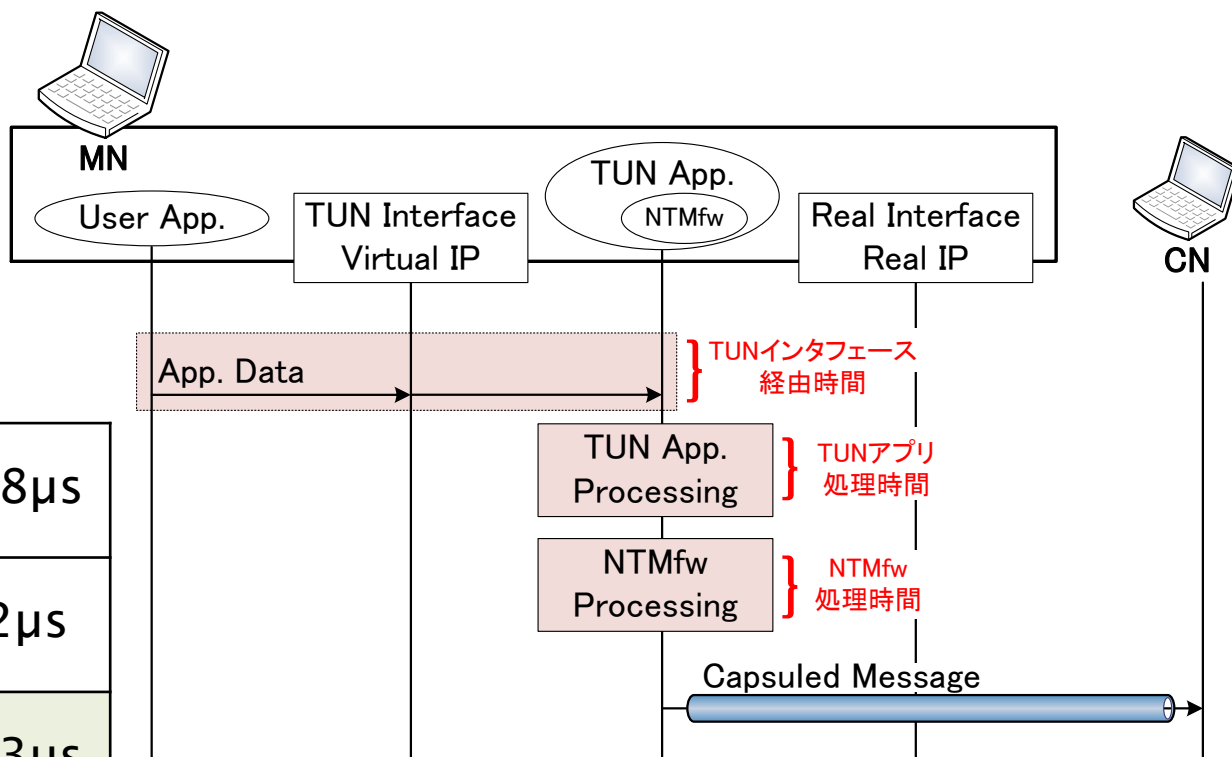 MN
User App.
TUN Interface
Virtual IP
TUN App.
NTMfw
Real Interface
Real IP
CN
App. Data
TUNインタフェース
経由時間
TUN App.
Processing
TUNアプリ
処理時間
NTMfw
Processing
NTMfw
処理時間
Capsuled Message
8μs
2μs
3μs